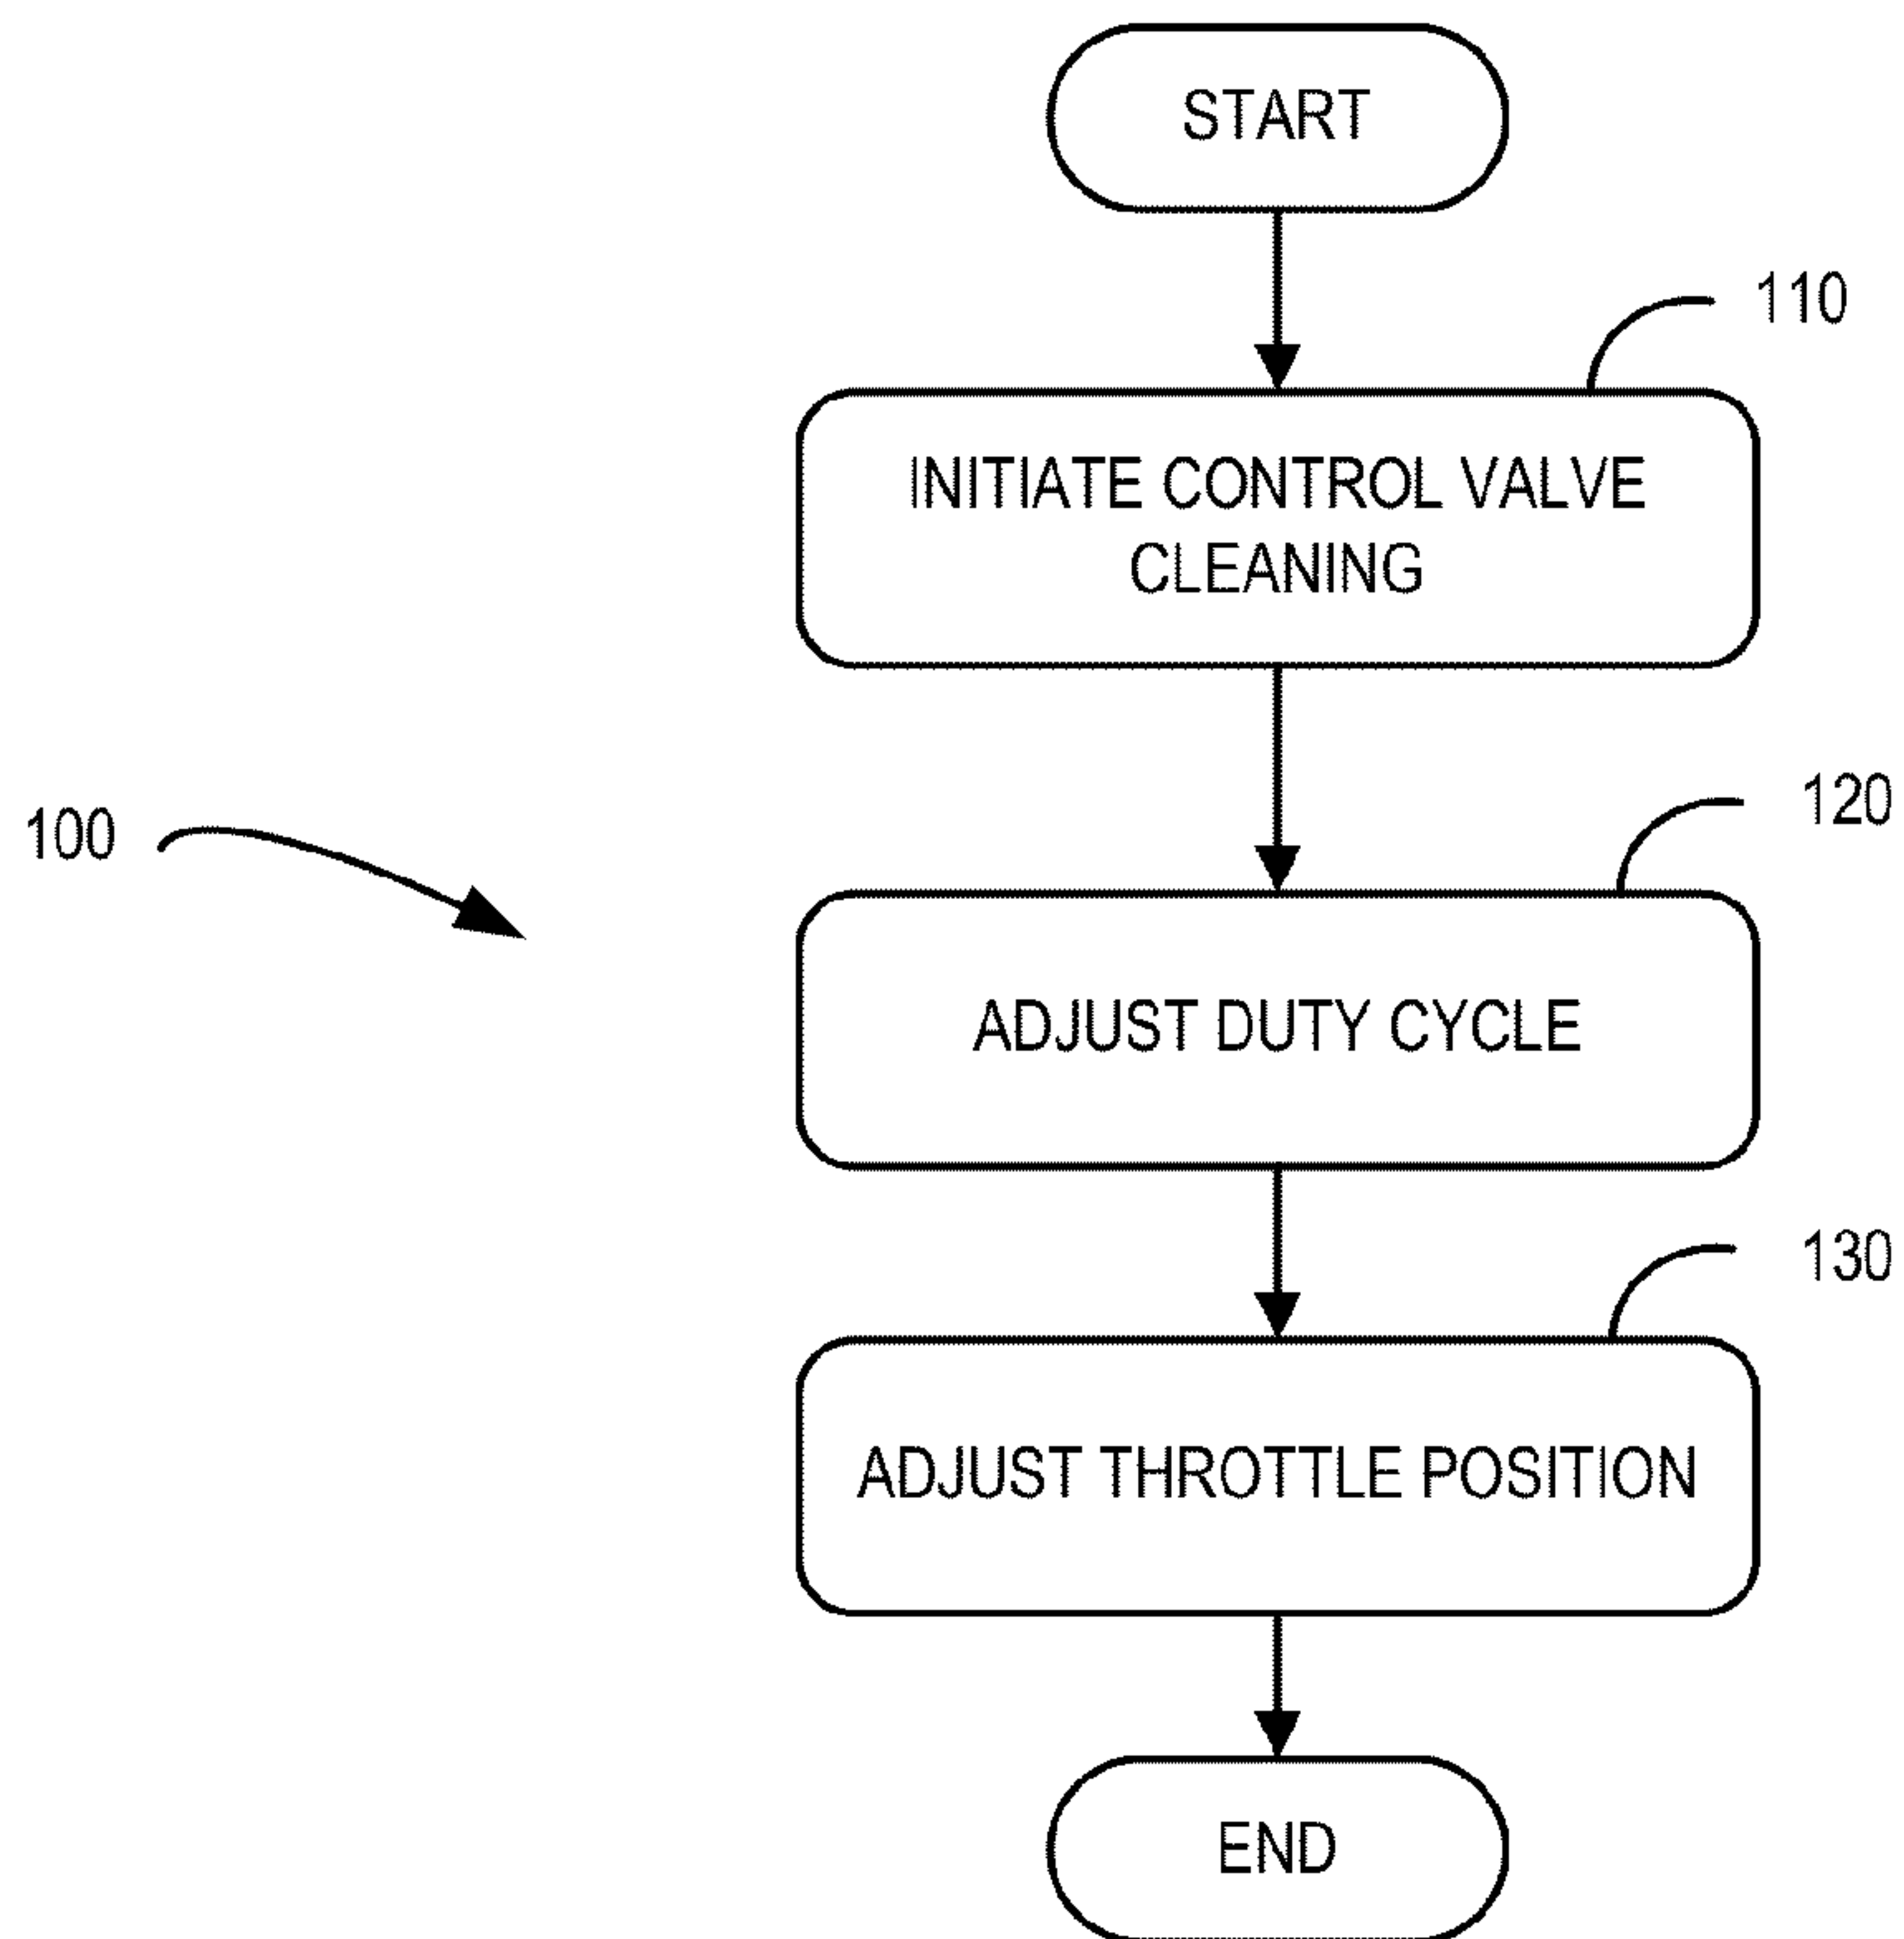 START
110
INITIATE CONTROL VALVE
CLEANING
100
120
ADJUST DUTY CYCLE
130
ADJUST THROTTLE POSITION
END